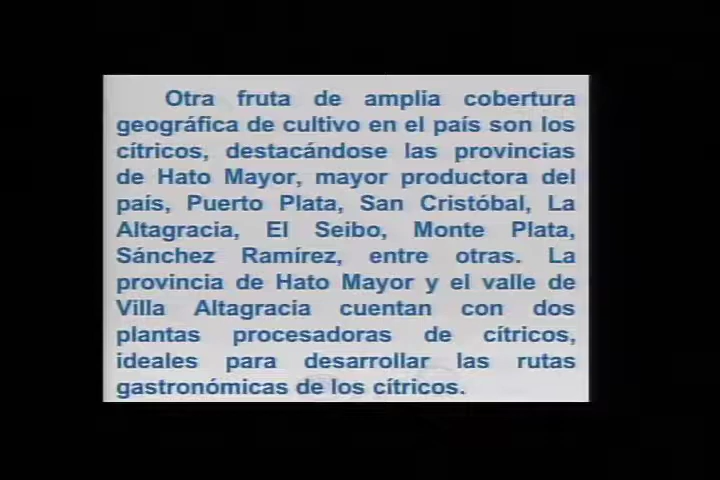 Otra fruta de amplia cobertura
geográfica de cultivo en el país son los
cítricos, destacándose las provincias
de Hato Mayor, mayor productora del
país, Puerto Plata, San Cristóbal, La
Altagracia, El Seibo, Monte Plata,
Sánchez Ramírez, entre otras. La
provincia de Hato Mayor y el valle de
Villa Altagracia cuentan con dos
plantas procesadoras de cítricos,
ideales para desarrollar las rutas
gastronómicas de los cítricos.